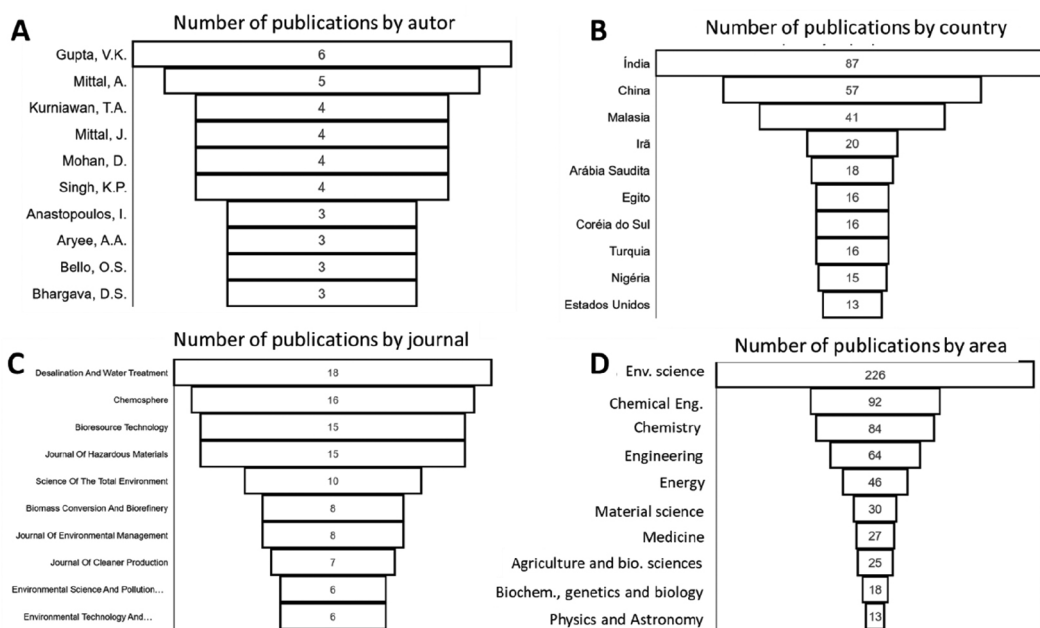 A
Number of publications by autor
Gupta, V.K. 6
Mittal, A. 5
Kurniawan, T.A. 4
Mittal, J. 4
Mohan, D. 4
Singh, K.P. 4
Anastopoulos, I. 3
Aryee, A.A. 3
Bello, O.S. 3
Bhargava, D.S. 3
B
Number of publications by country
Índia 87
China 57
Malasia 41
Irã 20
Arábia Saudita 18
Egito 16
Coréia do Sul 16
Turquia 16
Nigéria 15
Estados Unidos 13
C
Number of publications by journal
Desalination And Water Treatment 18
Chemosphere 16
Bioresource Technology 15
Journal Of Hazardous Materials 15
Science Of The Total Environment 10
Biomass Conversion And Biorefinery 8
Journal Of Environmental Management 8
Journal Of Cleaner Production 7
Environmental Science And Pollution... 6
Environmental Technology And... 6
D
Number of publications by area
Env. science 226
Chemical Eng. 92
Chemistry 84
Engineering 64
Energy 46
Material science 30
Medicine 27
Agriculture and bio. sciences 25
Biochem., genetics and biology 18
Physics and Astronomy 13